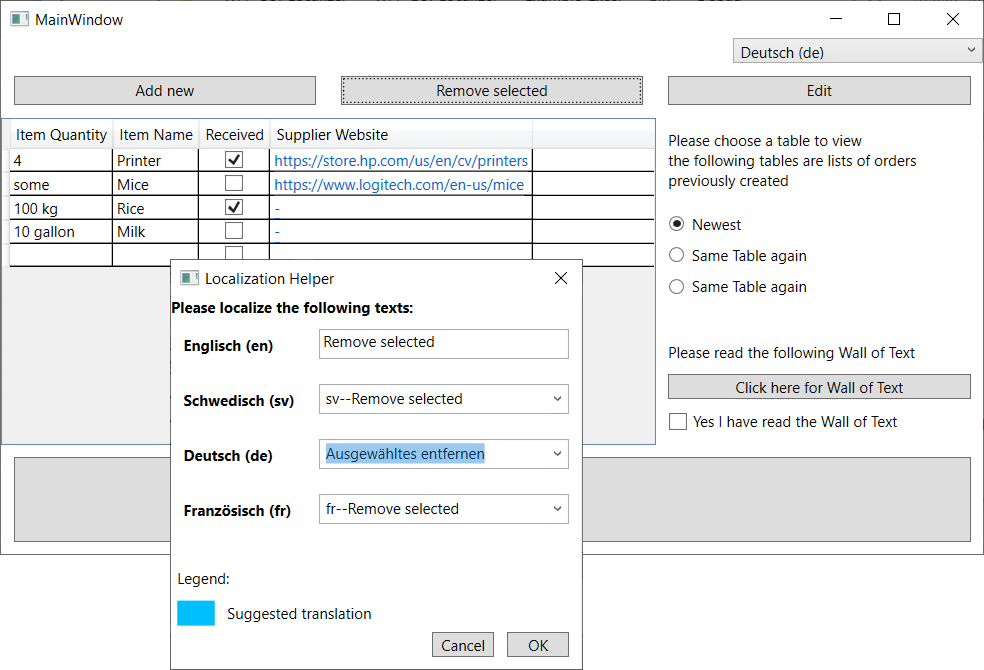 MainWindow
Deutsch (de)
Add new
Remove selected
Edit
Item Quantity Item Name Received Supplier Website
4 Printer https://store.hp.com/us/en/cv/printers
some Mice https://www.logitech.com/en-us/mice
100 kg Rice -
10 gallon Milk -
Please choose a table to view
the following tables are lists of orders
previously created
Newest
Same Table again
Same Table again
Please read the following Wall of Text
Click here for Wall of Text
Yes I have read the Wall of Text
Localization Helper
Please localize the following texts:
Englisch (en) Remove selected
Schwedisch (sv) sv--Remove selected
Deutsch (de) Ausgewähltes entfernen
Französisch (fr) fr--Remove selected
Legend:
Suggested translation
Cancel
OK